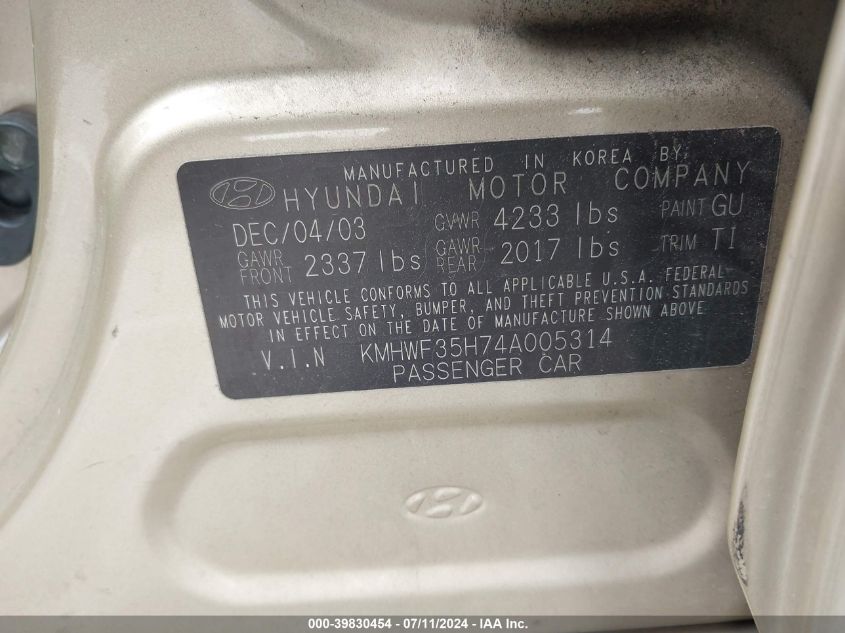 MANUFACTURED IN KOREA BY
HYUNDAI MOTOR COMPANY
DEC/04/03 GVWR 4233 lbs PAINT GU
GAWR FRONT 2337 lbs GAWR REAR 2017 lbs TRIM TI
THIS VEHICLE CONFORMS TO ALL APPLICABLE U.S.A. FEDERAL
MOTOR VEHICLE SAFETY, BUMPER, AND THEFT PREVENTION STANDARDS
IN EFFECT ON THE DATE OF MANUFACTURE SHOWN ABOVE.
V.I.N KMHWF35H74A005314
PASSENGER CAR
000-39830454 - 07/11/2024 - IAA Inc.